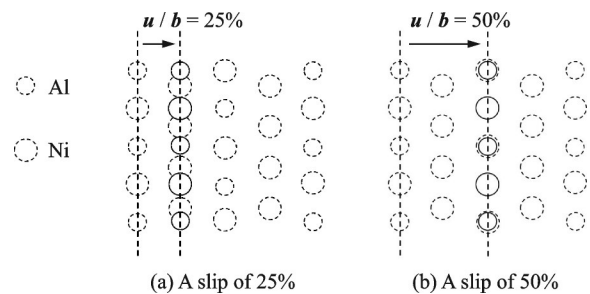 u / b = 25%
u / b = 50%
Al
Ni
(a) A slip of 25%
(b) A slip of 50%